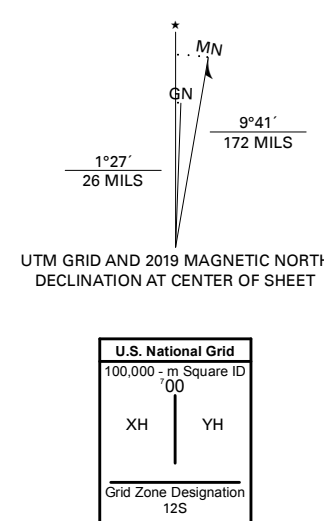 ★
MN
GN
9°41´
172 MILS
1°27´
26 MILS
UTM GRID AND 2019 MAGNETIC NORTH
DECLINATION AT CENTER OF SHEET
U.S. National Grid
100,000 - m Square ID
⁷00
XH YH
Grid Zone Designation
12S